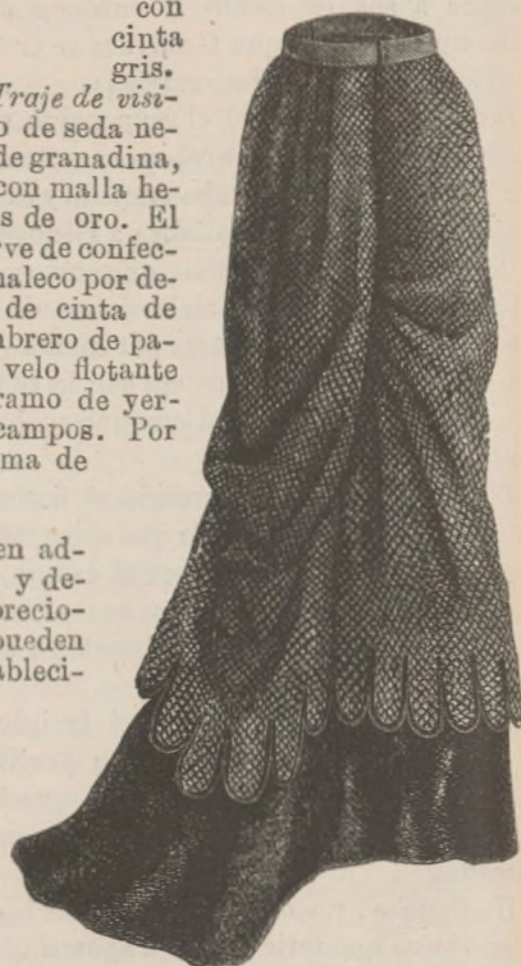 con
cinta
gris.
Traje de visi-
o de seda ne-
de granadina,
con malla he-
s de oro. El
ve de confec-
haleco por de-
de cinta de
brero de pa-
velo flotante
ramo de yer-
campos. Por
ma de
en ad-
y de-
precio-
pueden
ableci-